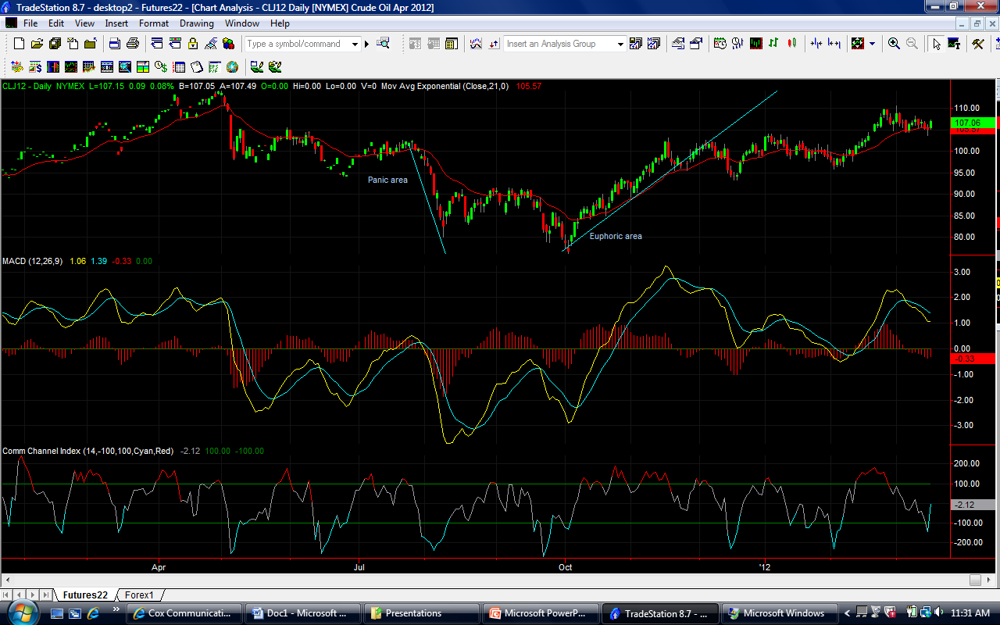 TradeStation 8.7 - desktop2 - Futures22 - [Chart Analysis - CLJ12 Daily [NYMEX] Crude Oil Apr 2012]
File Edit View Insert Format Drawing Window Help
Type a symbol/command Insert an Analysis Group
CLJ12 - Daily NYMEX L=107.15 0.09 0.08% B=107.05 A=107.49 O=0.00 Hi=0.00 Lo=0.00 V=0 Mov Avg Exponential (Close,21,0) 105.57
110.00
107.06
105.57
100.00
95.00
Panic area
90.00
85.00
Euphoric area
80.00
MACD (12,26,9) 1.06 1.39 -0.33 0.00
3.00
2.00
1.00
0.00
-0.33
-1.00
-2.00
-3.00
Comm Channel Index (14,-100,100,Cyan,Red) -2.12 100.00 -100.00
200.00
100.00
-2.12
-100.00
-200.00
Apr Jul Oct '12
Futures22 Forex1
Cox Communicati... Doc1 - Microsoft ... Presentations Microsoft PowerP... TradeStation 8.7 - ... Microsoft Windows 11:31 AM